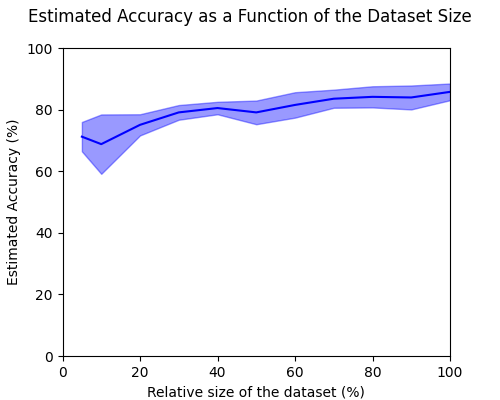 Estimated Accuracy as a Function of the Dataset Size
100
80
60
40
20
0
Estimated Accuracy (%)
0 20 40 60 80 100
Relative size of the dataset (%)